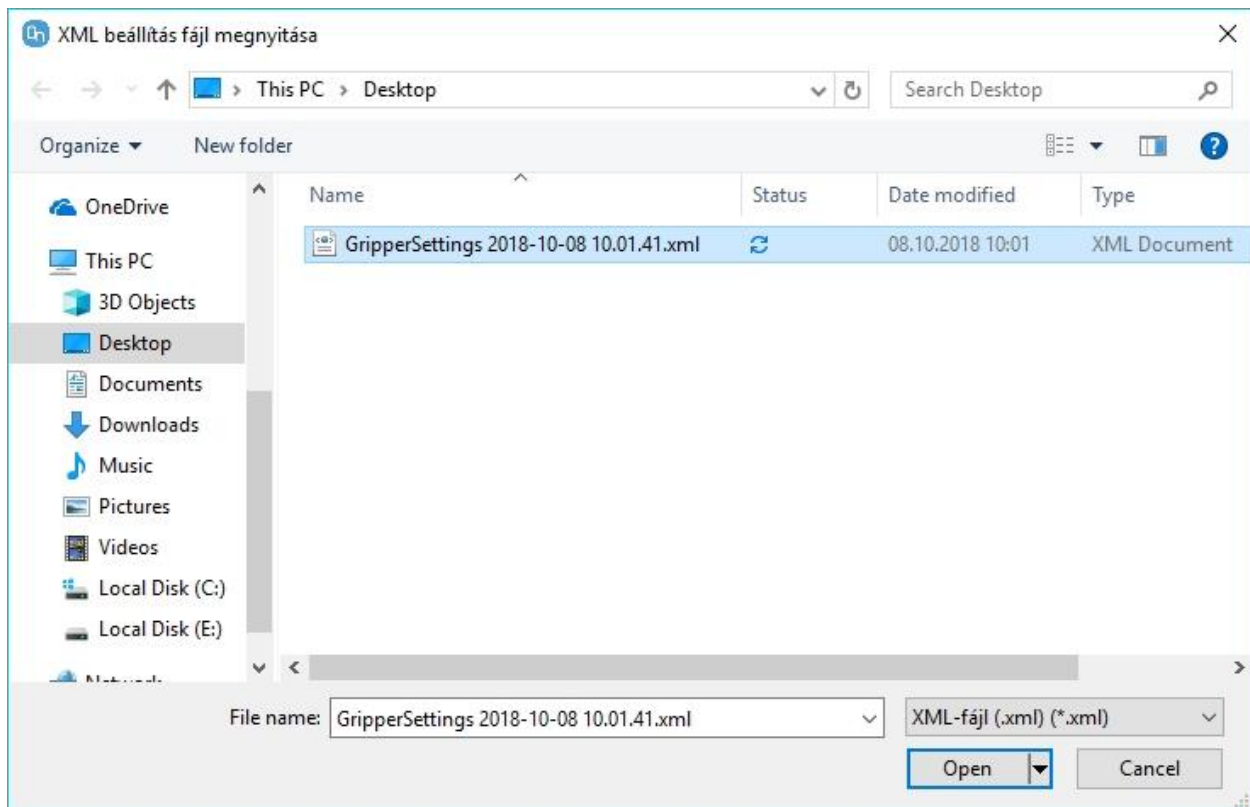 XML beállítás fájl megnyitása
This PC > Desktop
Search Desktop
Organize
New folder
Name
Status
Date modified
Type
GripperSettings 2018-10-08 10.01.41.xml
08.10.2018 10:01
XML Document
OneDrive
This PC
3D Objects
Desktop
Documents
Downloads
Music
Pictures
Videos
Local Disk (C:)
Local Disk (E:)
Network
File name:
GripperSettings 2018-10-08 10.01.41.xml
XML-fájl (.xml) (*.xml)
Open
Cancel